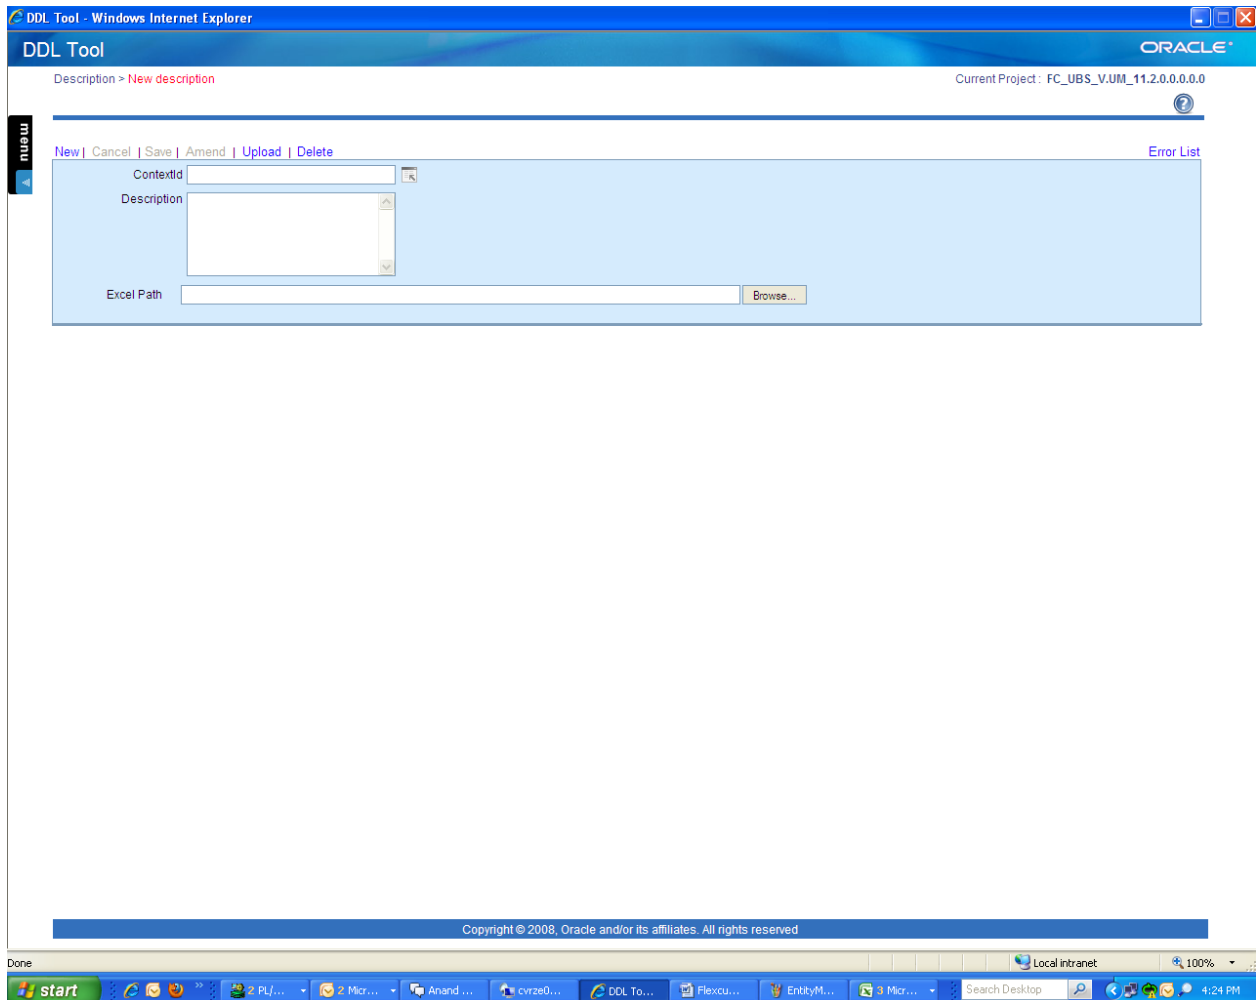 DDL Tool - Windows Internet Explorer
DDL Tool
ORACLE
Description > New description
Current Project : FC_UBS_V.UM_11.2.0.0.0.0.0
?
menu
New | Cancel | Save | Amend | Upload | Delete
Error List
ContextId
Description
Excel Path
Browse...
Copyright © 2008, Oracle and/or its affiliates. All rights reserved
Done
Local intranet
100%
start
2 PL/...
2 Micr...
Anand ...
cvrze0...
DDL To...
Flexcu...
EntityM...
3 Micr...
Search Desktop
4:24 PM